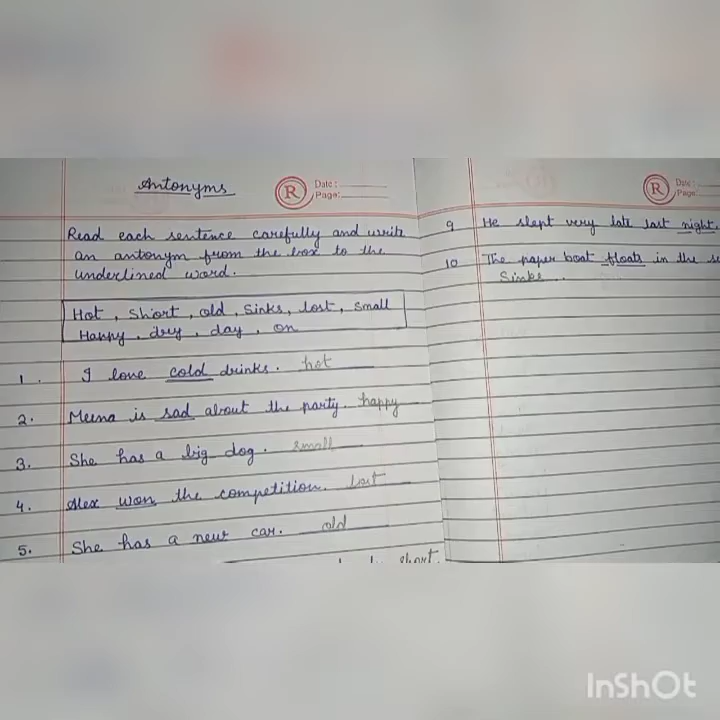 Antonyms
R Date: Page:
Read each sentence carefully and write
an antonym from the box to the
underlined word.
Hot, Short, old, Sinks, lost, small
Happy, dry, day, on
1. I love cold drinks. hot
2. Meena is sad about the party. happy
3. She has a big dog. small
4. Alex won the competition. Lost
5. She has a new car. old
short.
R Date: Page:
9 He slept very late last night.
10 The paper boat floats in the
Sinks.
InShOt